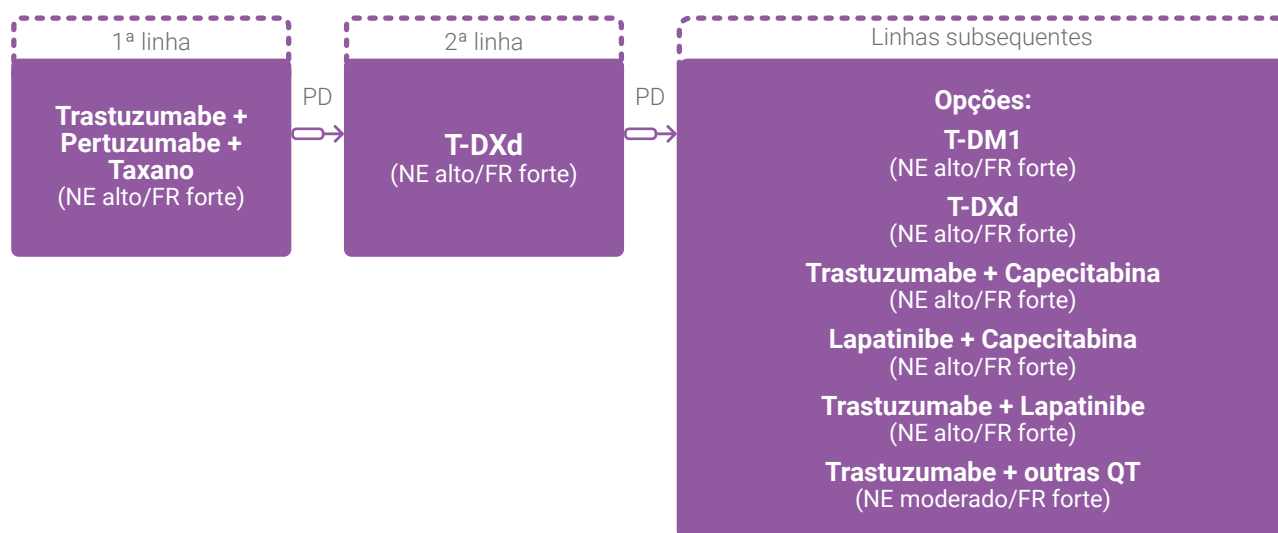 1ª linha
Trastuzumabe +
Pertuzumabe +
Taxano
(NE alto/FR forte)
PD
2ª linha
T-DXd
(NE alto/FR forte)
PD
Linhas subsequentes
Opções:
T-DM1
(NE alto/FR forte)
T-DXd
(NE alto/FR forte)
Trastuzumabe + Capecitabina
(NE alto/FR forte)
Lapatinibe + Capecitabina
(NE alto/FR forte)
Trastuzumabe + Lapatinibe
(NE alto/FR forte)
Trastuzumabe + outras QT
(NE moderado/FR forte)